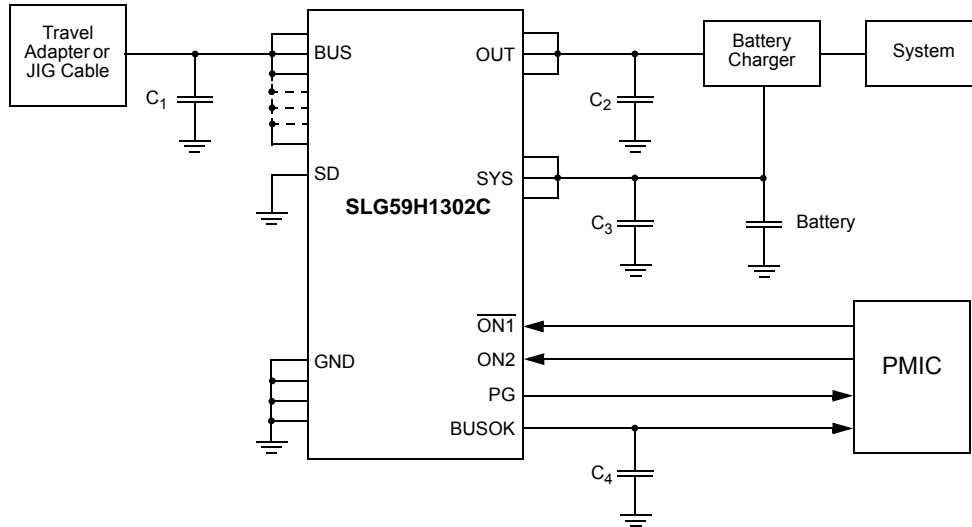 Travel
Adapter or
JIG Cable
C1
BUS
SD
SLG59H1302C
GND
OUT
SYS
ON1
ON2
PG
BUSOK
C2
C3
C4
Battery
Charger
System
Battery
PMIC